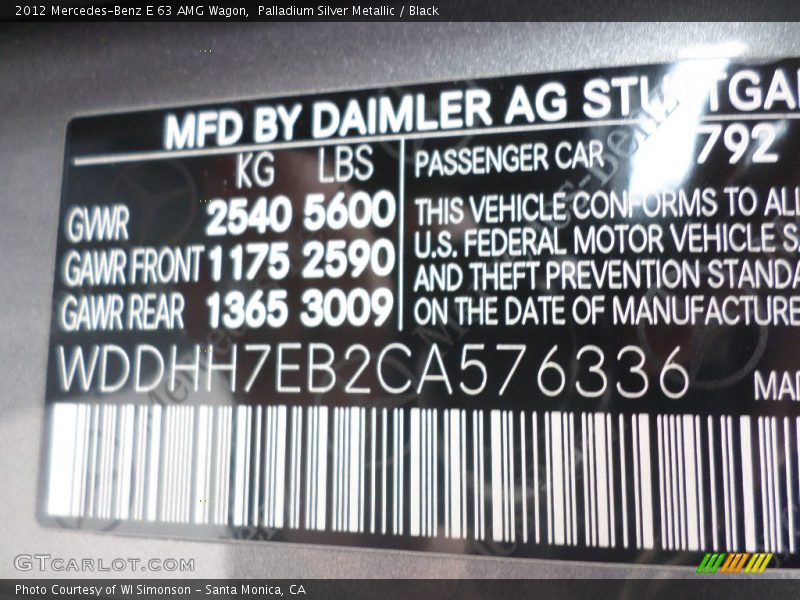 2012 Mercedes-Benz E 63 AMG Wagon, Palladium Silver Metallic / Black
MFD BY DAIMLER AG
KG LBS
GVWR 2540 5600
GAWR FRONT 1175 2590
GAWR REAR 1365 3009
PASSENGER CAR 792
THIS VEHICLE CONFORMS TO ALL
U.S. FEDERAL MOTOR VEHICLE S
AND THEFT PREVENTION STANDA
ON THE DATE OF MANUFACTURE
WDDHH7EB2CA576336
MAD
GTcarlot.com
Photo Courtesy of WI Simonson - Santa Monica, CA